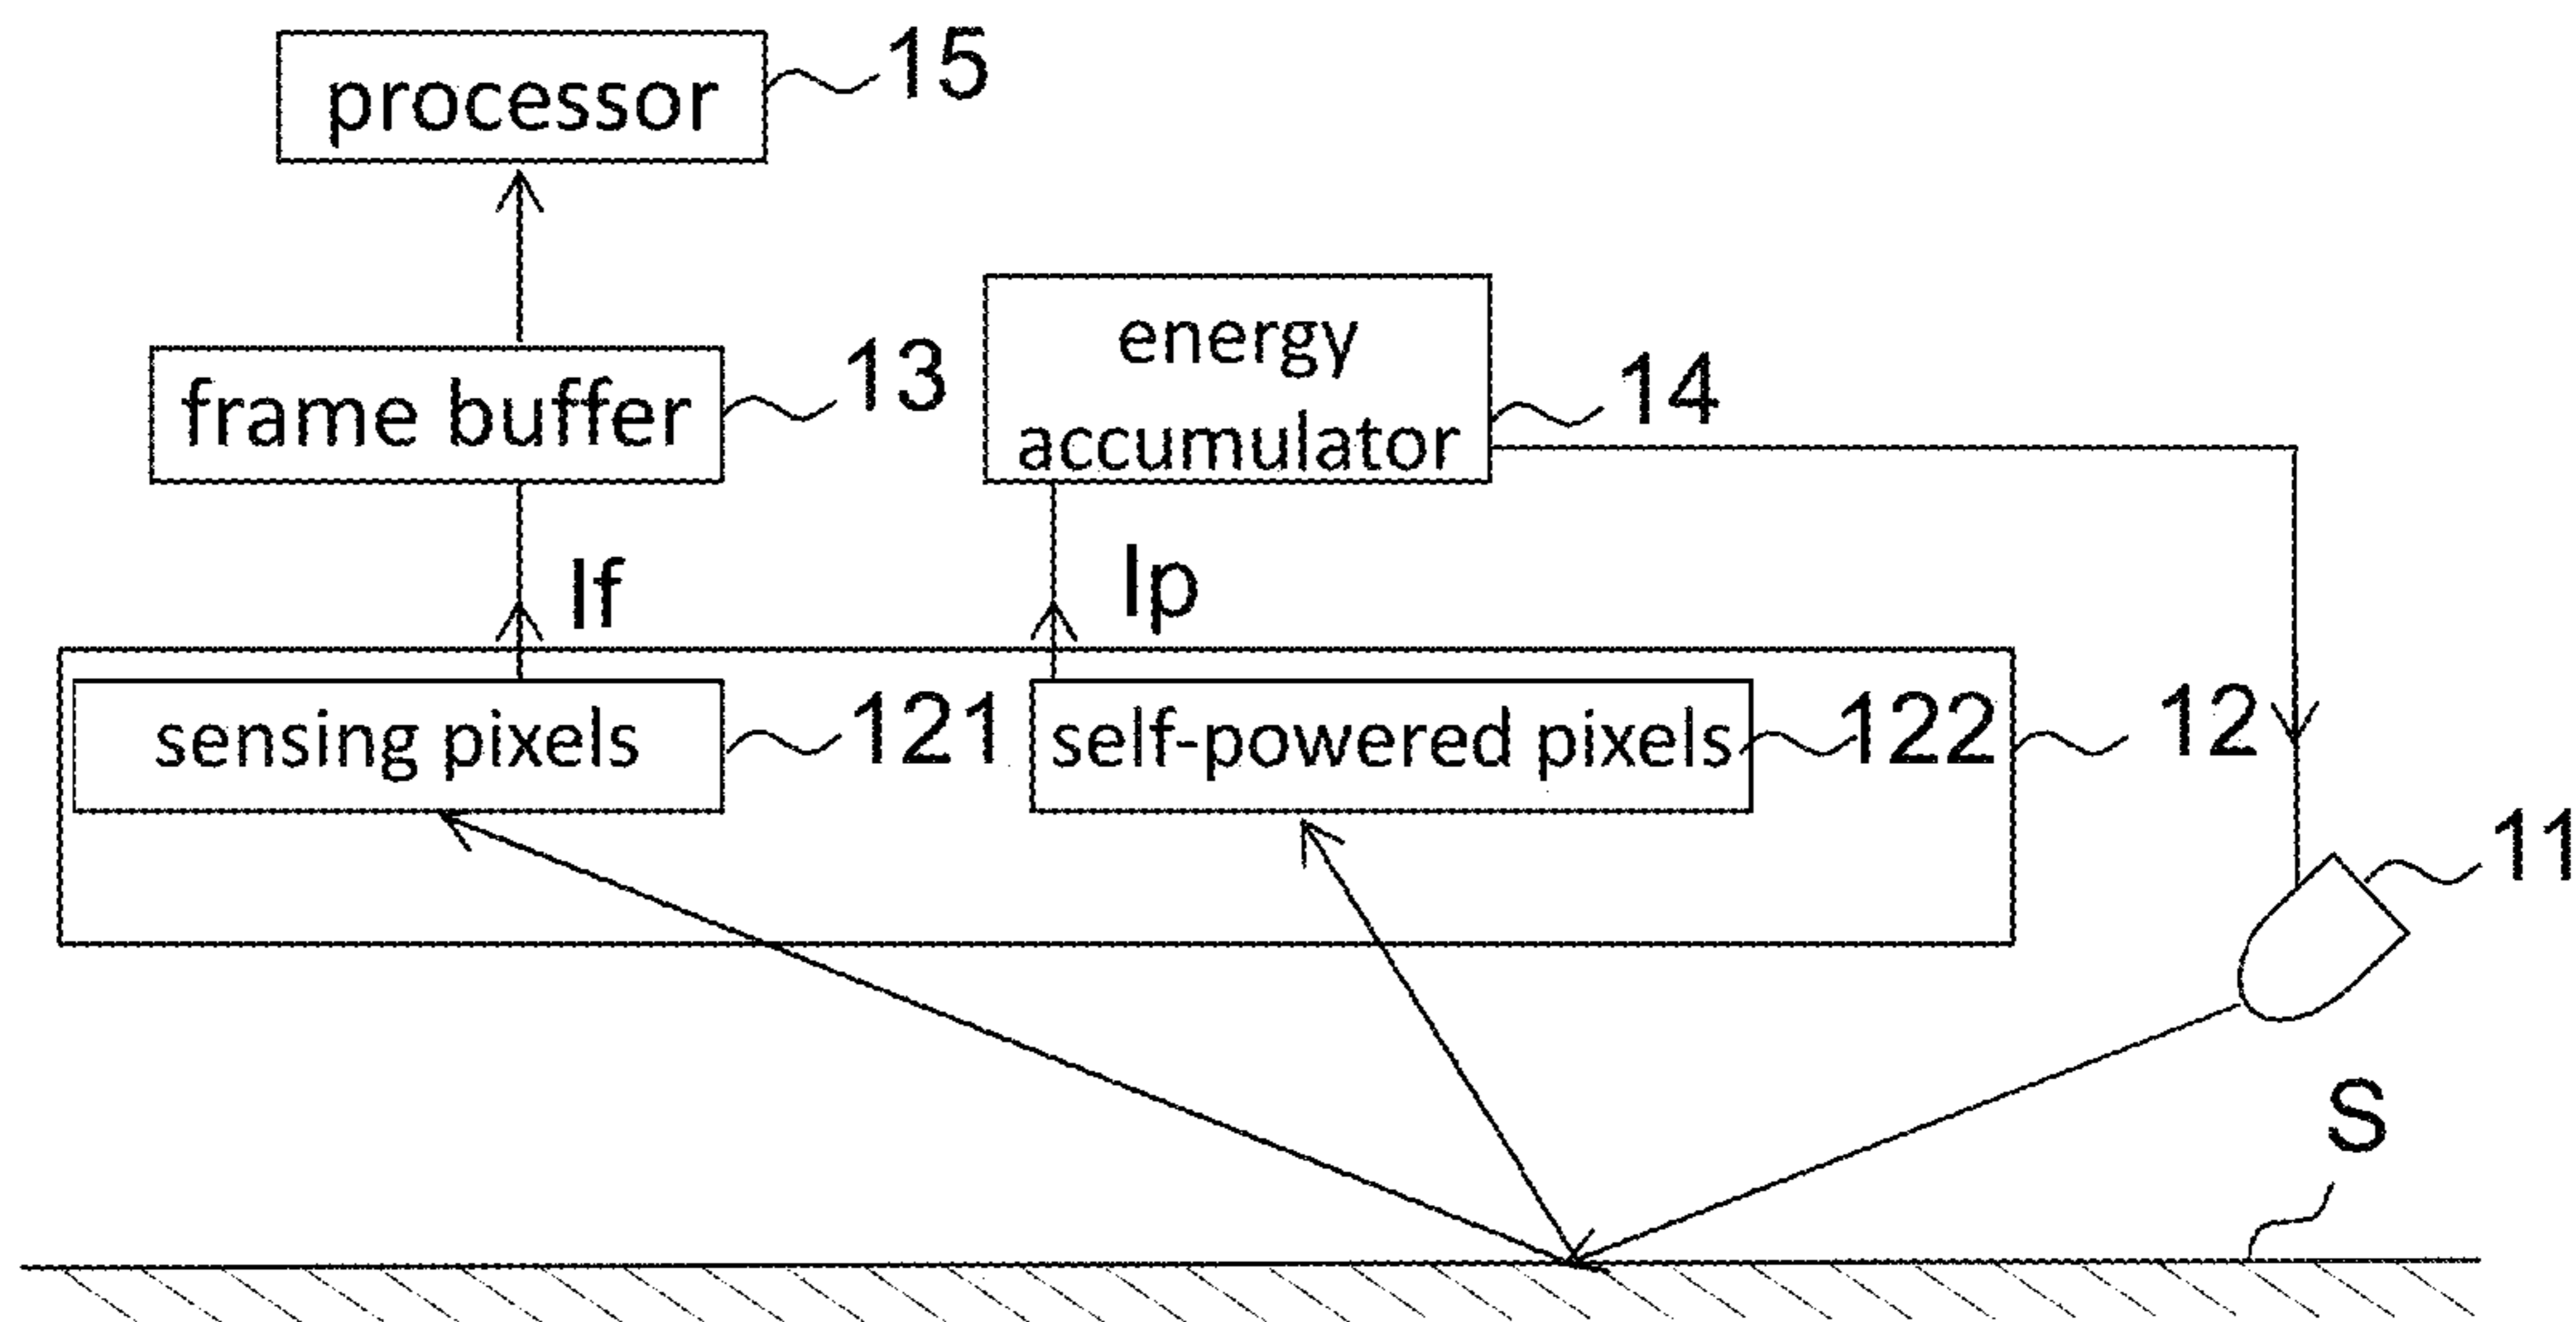 processor 15
energy
accumulator 14
frame buffer 13
If
Ip
sensing pixels 121
self-powered pixels 122
12
11
S